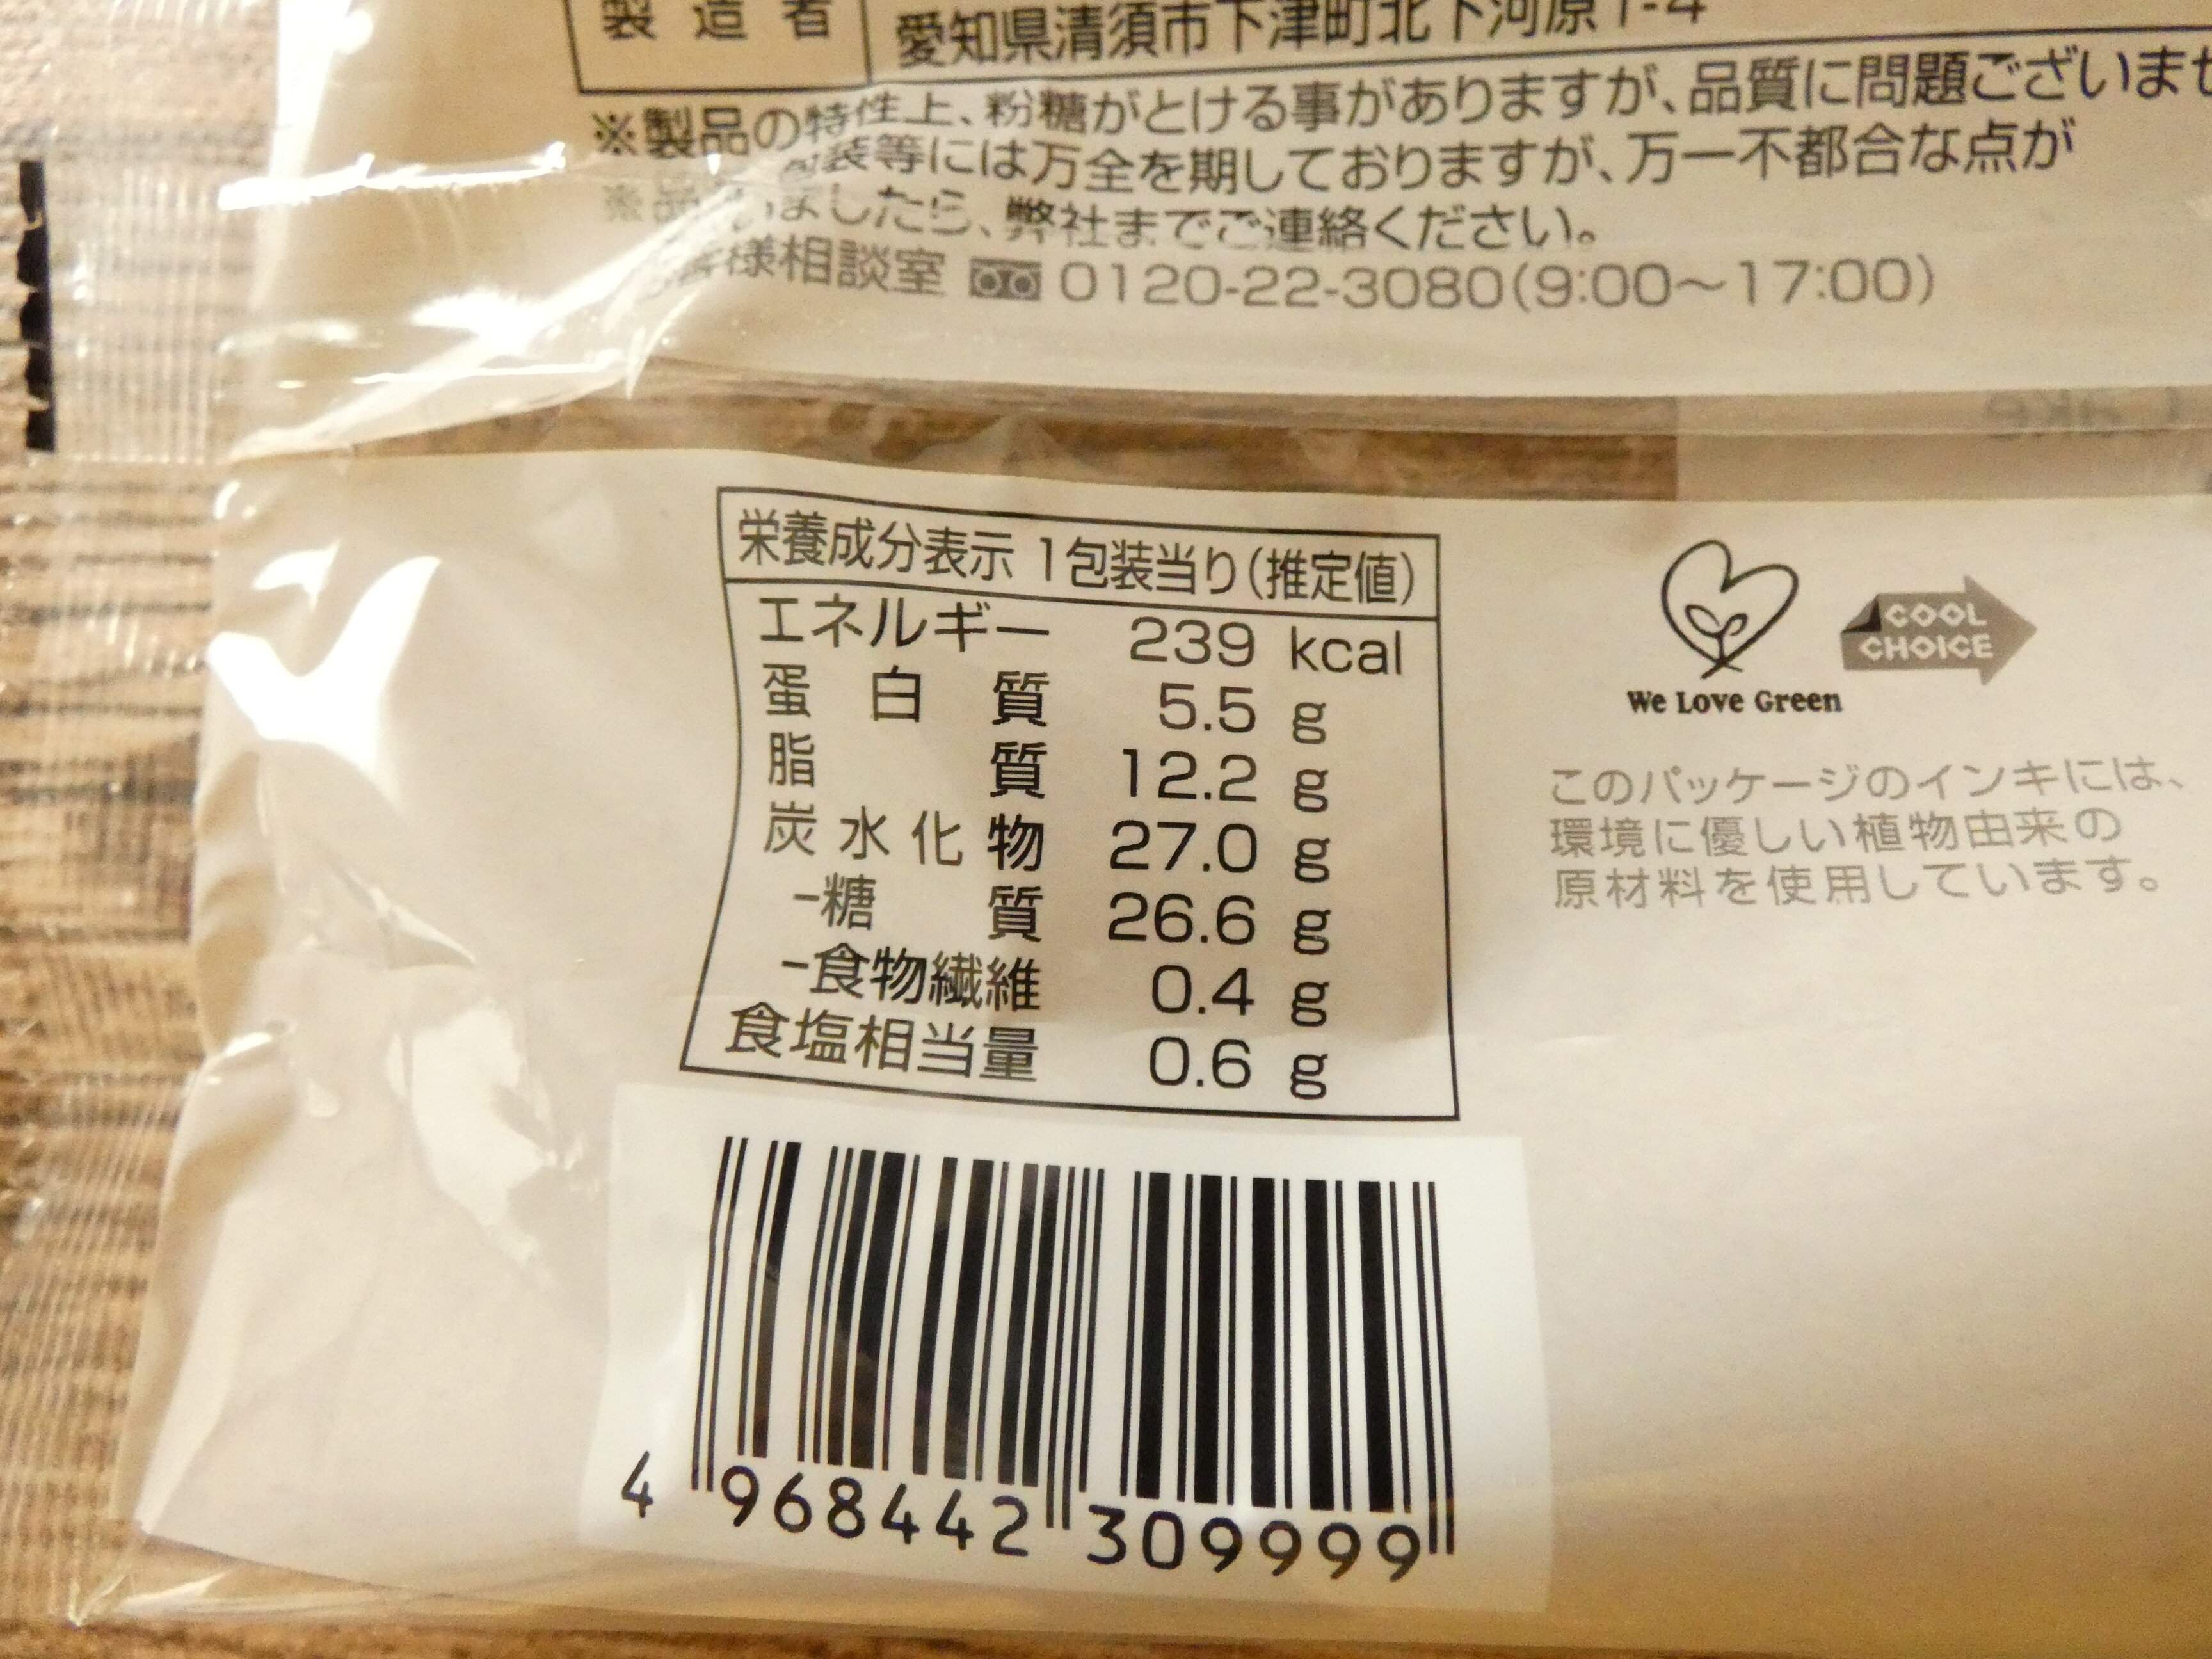 製造者
愛知県清須市下津町北下河原1-4
※製品の特性上、粉糖がとける事がありますが、品質に問題ございませ
※品 包装等には万全を期しておりますが、万一不都合な点が
いましたら、弊社までご連絡ください。
客様相談室 0120-22-3080(9:00〜17:00)
栄養成分表示 1包装当り(推定値)
エネルギー 239 kcal
蛋白質 5.5 g
脂質 12.2 g
炭水化物 27.0 g
-糖質 26.6 g
-食物繊維 0.4 g
食塩相当量 0.6 g
We Love Green
COOL
CHOICE
このパッケージのインキには、
環境に優しい植物由来の
原材料を使用しています。
4 968442 309999